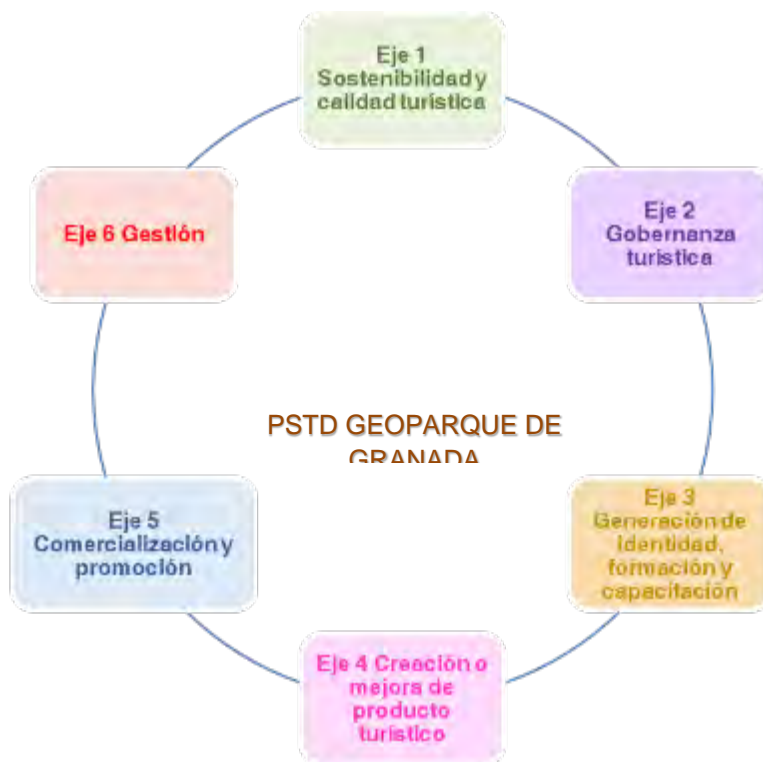 Eje 1
Sostenibilidad y
calidad turística
Eje 2
Gobernanza
turística
Eje 3
Generación de
identidad,
formación y
capacitación
Eje 4 Creación o
mejora de
producto
turístico
Eje 5
Comercialización y
promoción
Eje 6 Gestión
PSTD GEOPARQUE DE
GRANADA